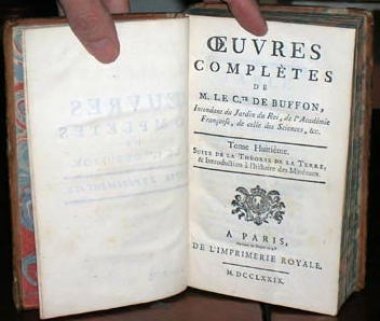 ŒUVRES
COMPLÈTES
DE
M. LE C.TE DE BUFFON,
Intendant du Jardin du Roi, de l'Académie
Françoise, de celle des Sciences, &c.
Tome Huitième.
SUITE DE LA THÉORIE DE LA TERRE,
& Introduction à l'histoire des Minéraux.
A PARIS,
DE L'IMPRIMERIE ROYALE.
M. DCCLXXIX.